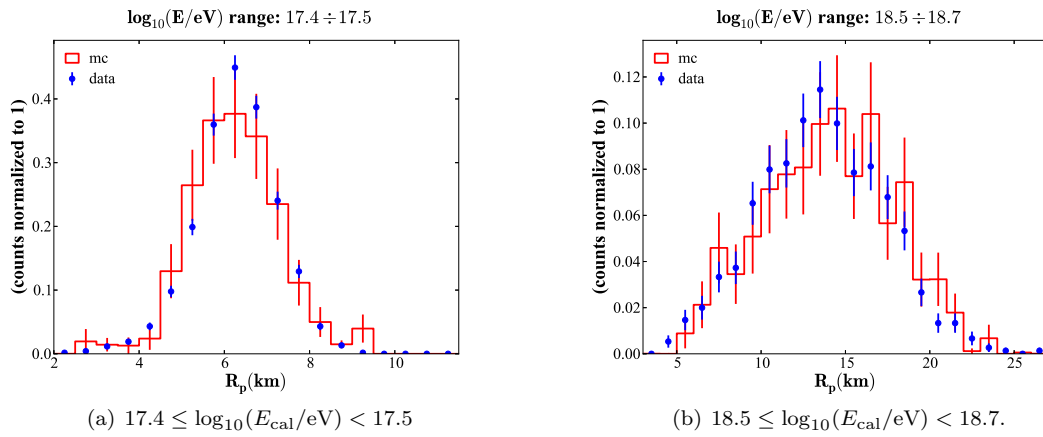 log₁₀(E/eV) range: 17.4÷17.5
mc
data
(counts normalized to 1)
0.4
0.3
0.2
0.1
0.0
2 4 6 8 10
Rₚ(km)
(a) 17.4 ≤ log₁₀(E_cal/eV) < 17.5
log₁₀(E/eV) range: 18.5÷18.7
mc
data
(counts normalized to 1)
0.12
0.10
0.08
0.06
0.04
0.02
0.00
5 10 15 20 25
Rₚ(km)
(b) 18.5 ≤ log₁₀(E_cal/eV) < 18.7.